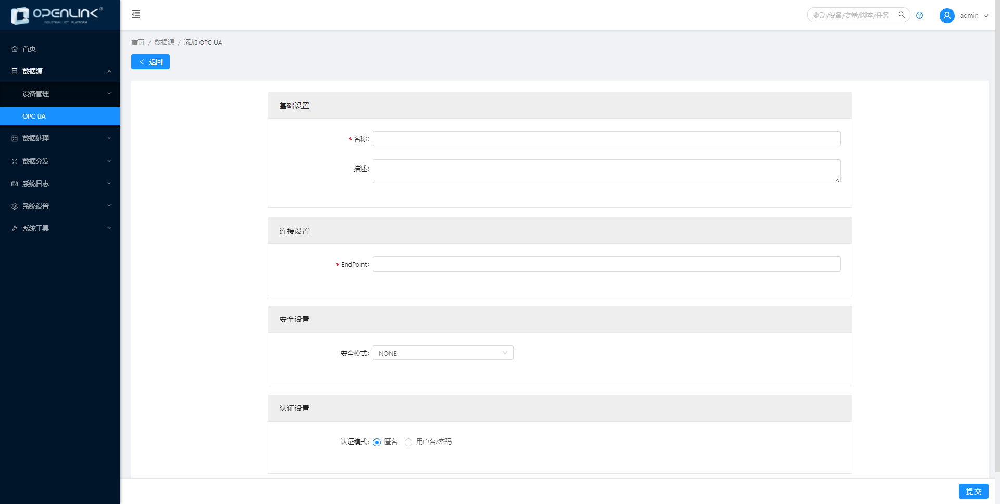 OPENLINK®
INDUSTRIAL IOT PLATFORM
驱动/设备/变量/脚本/任务
admin
首页
数据源
设备管理
OPC UA
数据处理
数据分发
系统日志
系统设置
系统工具
首页 / 数据源 / 添加 OPC UA
返回
基础设置
* 名称:
描述:
连接设置
* EndPoint:
安全设置
安全模式: NONE
认证设置
认证模式: 匿名 用户名/密码
提交